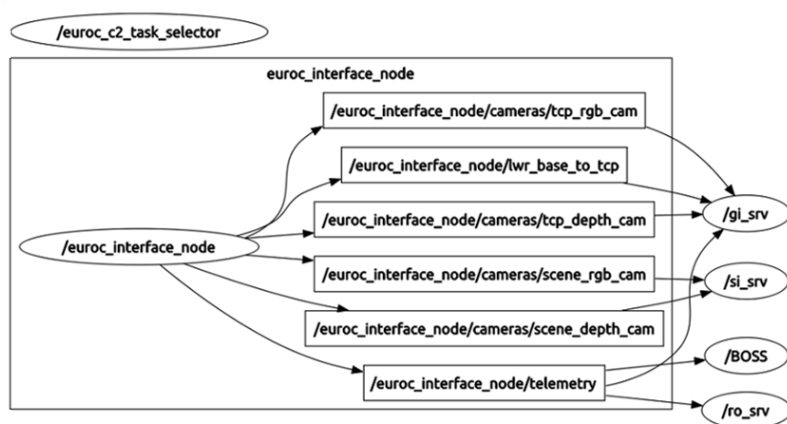 /euroc_c2_task_selector
euroc_interface_node
/euroc_interface_node/cameras/tcp_rgb_cam
/euroc_interface_node/lwr_base_to_tcp
/euroc_interface_node/cameras/tcp_depth_cam
/gi_srv
/euroc_interface_node
/euroc_interface_node/cameras/scene_rgb_cam
/si_srv
/euroc_interface_node/cameras/scene_depth_cam
/BOSS
/euroc_interface_node/telemetry
/ro_srv